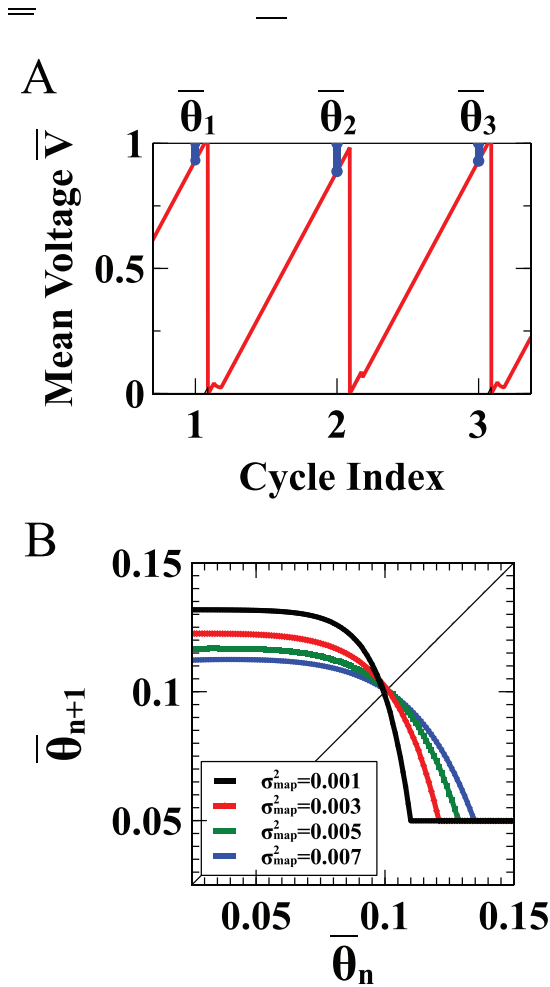 A
θ̅1 θ̅2 θ̅3
1
0.5
0
Mean Voltage V̅
1 2 3
Cycle Index
B
0.15
0.1
0.05
θ̅n+1
σ²map=0.001
σ²map=0.003
σ²map=0.005
σ²map=0.007
0.05 0.1 0.15
θ̅n